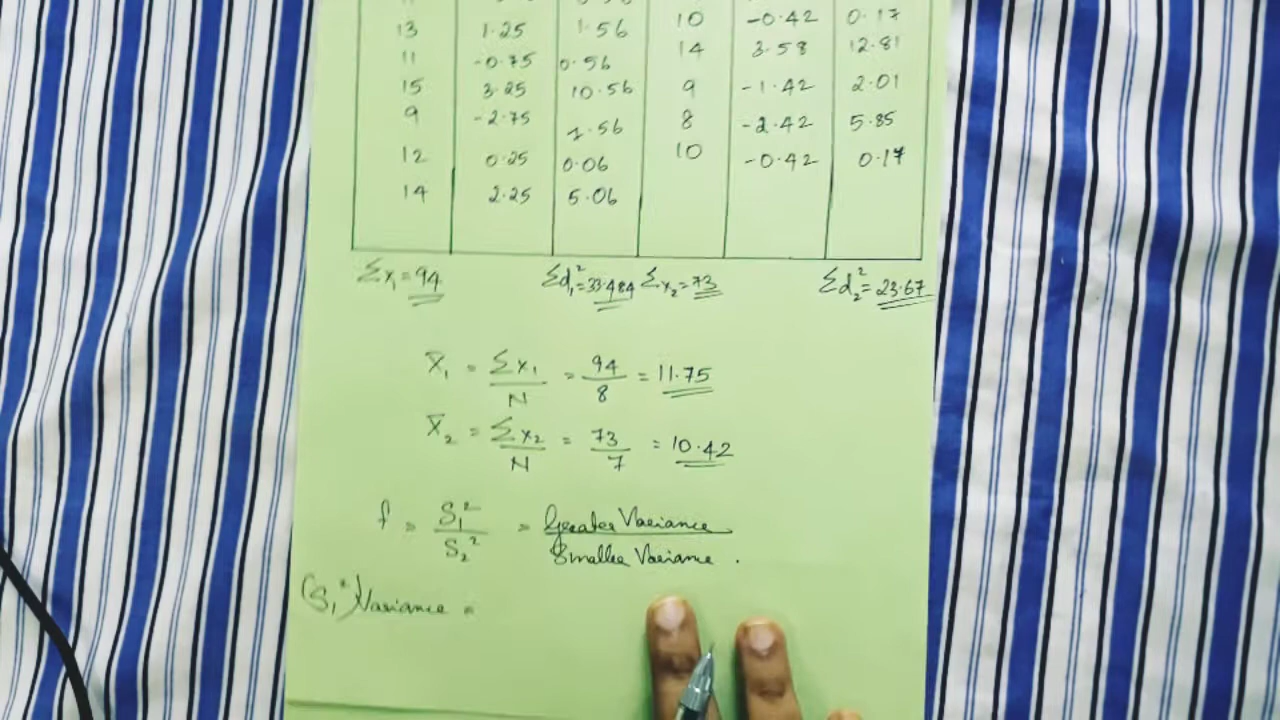 13 1.25 1.56 10 -0.42 0.17
11 -0.75 0.56 14 3.58 12.81
15 3.25 10.56 9 -1.42 2.01
9 -2.75 7.56 8 -2.42 5.85
12 0.25 0.06 10 -0.42 0.17
14 2.25 5.06
Σx₁=94 Σd₁²=33.484 Σx₂=73 Σd₂²=23.67
X̄₁ = Σx₁/N = 94/8 = 11.75
X̄₂ = Σx₂/N = 73/7 = 10.42
f = S₁²/S₂² = Greater Variance/Smaller Variance.
(S₁²)Variance =